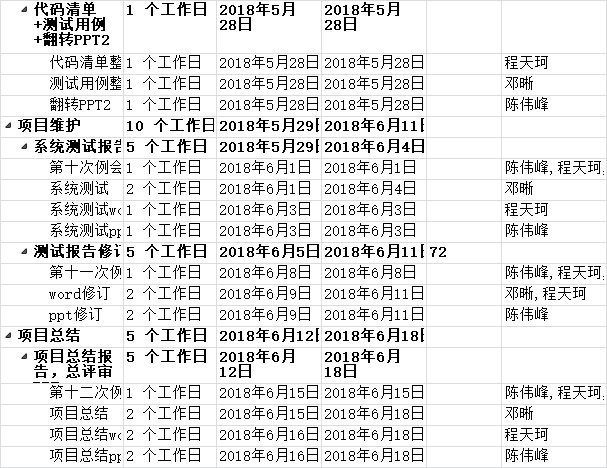 代码清单+测试用例+翻转PPT2 1 个工作日 2018年5月28日 2018年5月28日
代码清单整 1 个工作日 2018年5月28日 2018年5月28日 程天珂
测试用例整 1 个工作日 2018年5月28日 2018年5月28日 邓晰
翻转PPT2 1 个工作日 2018年5月28日 2018年5月28日 陈伟峰
项目维护 10 个工作日 2018年5月29日 2018年6月11日
系统测试报告 5 个工作日 2018年5月29日 2018年6月4日
第十次例会 1 个工作日 2018年6月1日 2018年6月1日 陈伟峰,程天珂,
系统测试 2 个工作日 2018年6月1日 2018年6月4日 邓晰
系统测试wo 1 个工作日 2018年6月3日 2018年6月3日 程天珂
系统测试pp 1 个工作日 2018年6月3日 2018年6月3日 陈伟峰
测试报告修订 5 个工作日 2018年6月5日 2018年6月11日 72
第十一次例 1 个工作日 2018年6月8日 2018年6月8日 陈伟峰,程天珂,
word修订 2 个工作日 2018年6月9日 2018年6月11日 邓晰,程天珂
ppt修订 2 个工作日 2018年6月9日 2018年6月11日 陈伟峰
项目总结 5 个工作日 2018年6月12日 2018年6月18日
项目总结报告，总评审 5 个工作日 2018年6月12日 2018年6月18日
第十二次例 1 个工作日 2018年6月15日 2018年6月15日 陈伟峰,程天珂,
项目总结 2 个工作日 2018年6月15日 2018年6月18日 邓晰
项目总结wo 2 个工作日 2018年6月16日 2018年6月18日 程天珂
项目总结pp 2 个工作日 2018年6月16日 2018年6月18日 陈伟峰